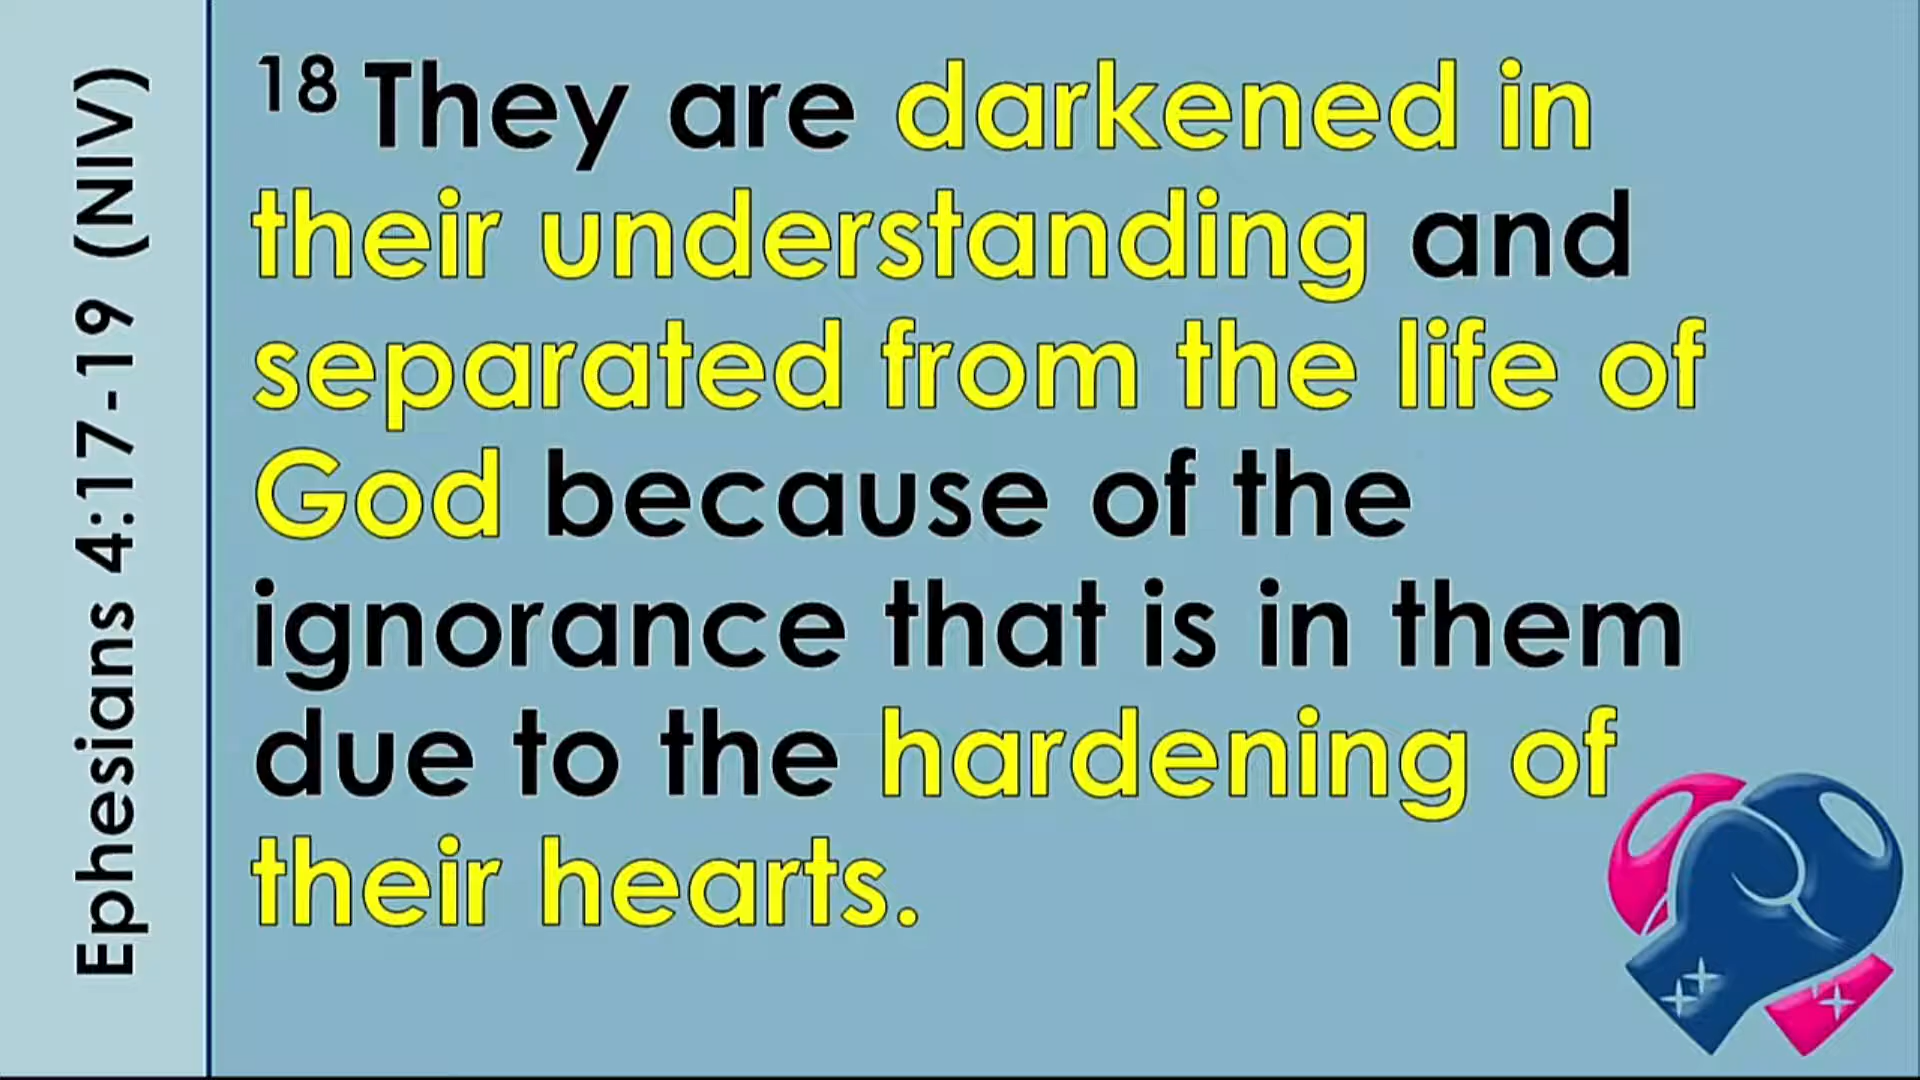 Ephesians 4:17-19 (NIV)
18 They are darkened in
their understanding and
separated from the life of
God because of the
ignorance that is in them
due to the hardening of
their hearts.